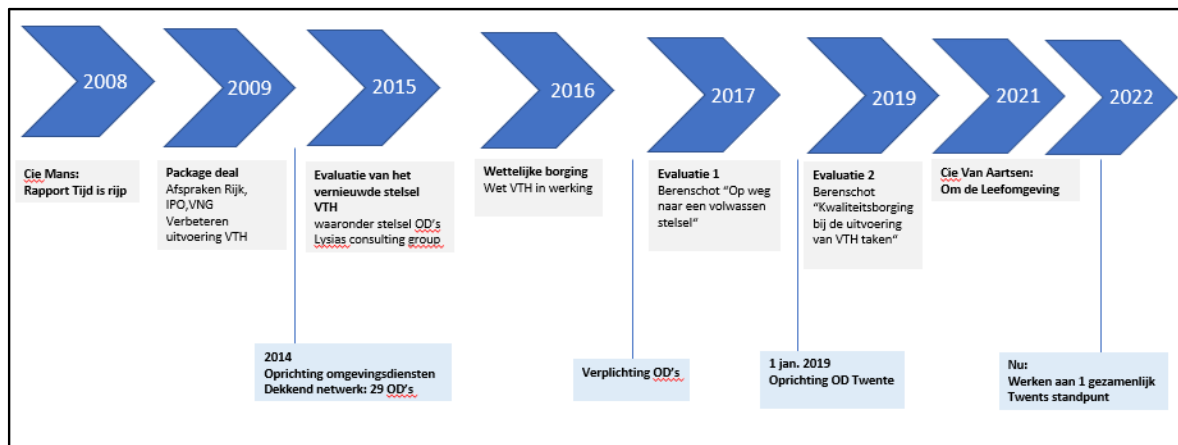 2008
2009
2015
2016
2017
2019
2021
2022
Cie Mans:
Rapport Tijd is rijp
Package deal
Afspraken Rijk,
IPO,VNG
Verbeteren
uitvoering VTH
Evaluatie van het
vernieuwde stelsel
VTH
waaronder stelsel OD's
Lysias consulting group
Wettelijke borging
Wet VTH in werking
Evaluatie 1
Berenschot “Op weg
naar een volwassen
stelsel“
Evaluatie 2
Berenschot
“Kwaliteitsborging
bij de uitvoering
van VTH taken“
Cie Van Aartsen:
Om de Leefomgeving
2014
Oprichting omgevingsdiensten
Dekkend netwerk: 29 OD's
Verplichting OD's
1 jan. 2019
Oprichting OD Twente
Nu:
Werken aan 1 gezamenlijk
Twents standpunt